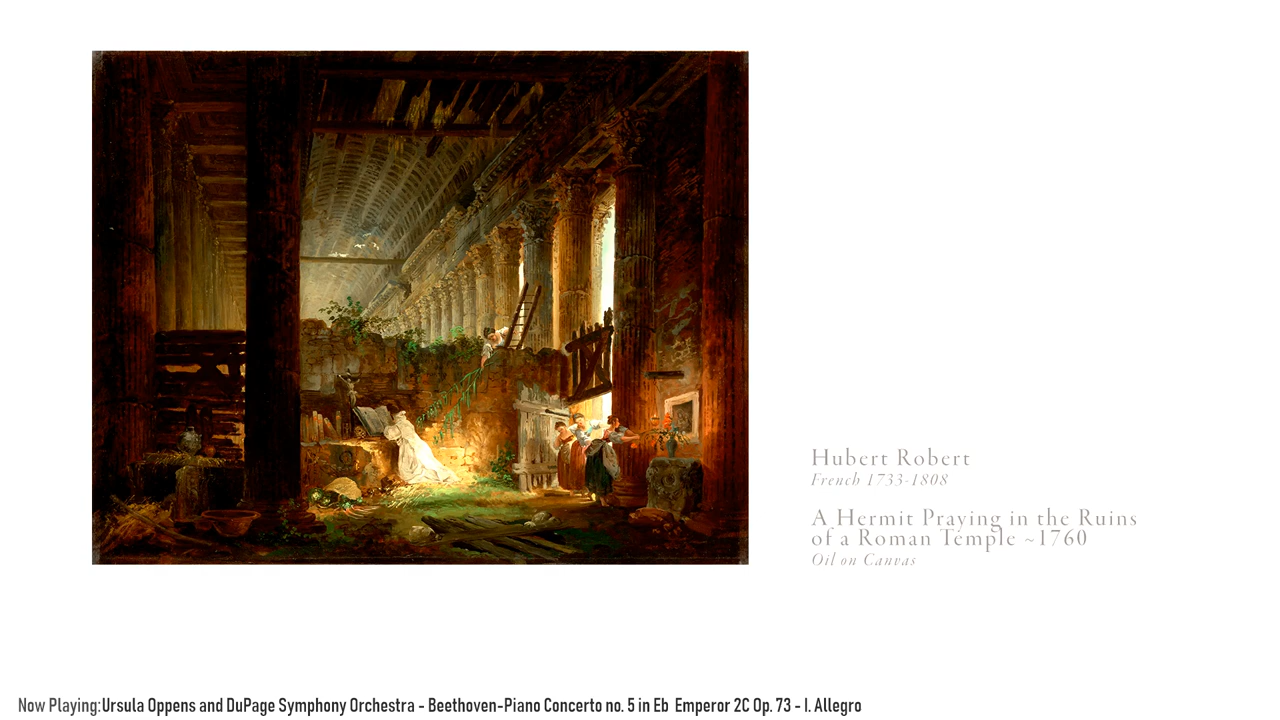 Hubert Robert
French 1733-1808
A Hermit Praying in the Ruins
of a Roman Temple ~1760
Oil on Canvas
Now Playing:Ursula Oppens and DuPage Symphony Orchestra - Beethoven-Piano Concerto no. 5 in Eb Emperor 2C Op. 73 - I. Allegro